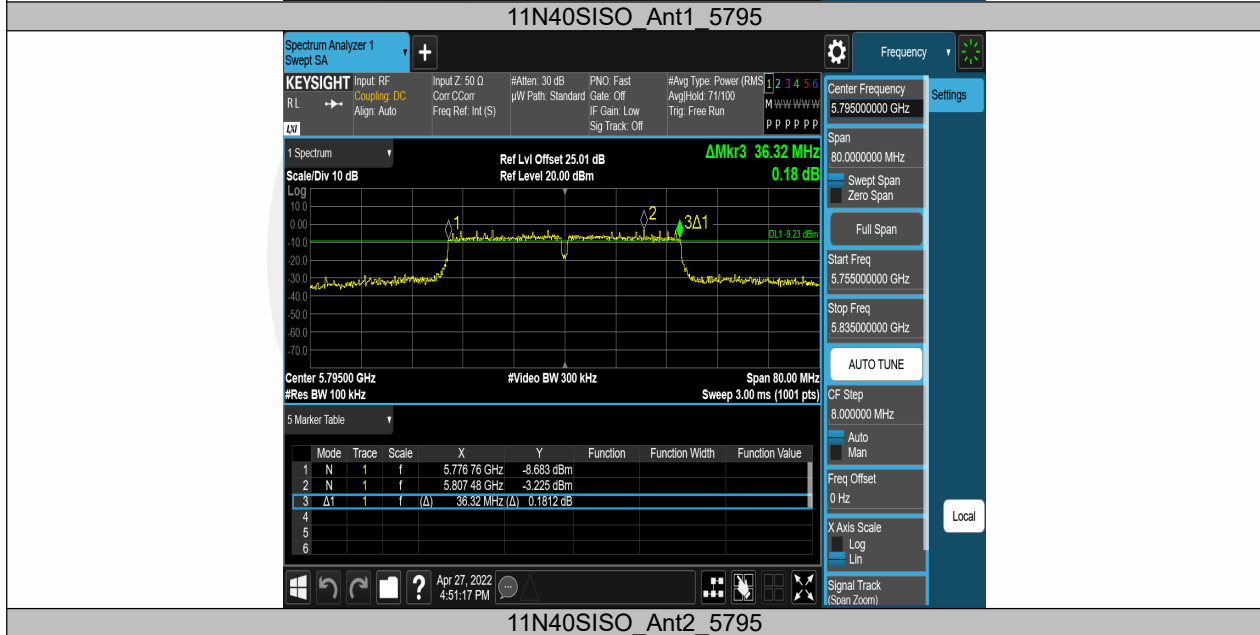 11N40SISO_Ant1_5795
Spectrum Analyzer 1
Swept SA
+
Frequency
KEYSIGHT
RL
LXI
Input: RF
Coupling: DC
Align: Auto
Input Z: 50 Ω
Corr CCorr
Freq Ref: Int (S)
#Atten: 30 dB
µW Path: Standard
PNO: Fast
Gate: Off
IF Gain: Low
Sig Track: Off
#Avg Type: Power (RMS
Avg|Hold: 71/100
Trig: Free Run
1 2 3 4 5 6
M W W W W W
P P P P P P
1 Spectrum
Scale/Div 10 dB
Ref Lvl Offset 25.01 dB
Ref Level 20.00 dBm
ΔMkr3 36.32 MHz
0.18 dB
Log
10.0
0.00
-10.0
-20.0
-30.0
-40.0
-50.0
-60.0
-70.0
1
2
3Δ1
DL1 -9.23 dBm
Center 5.79500 GHz
#Res BW 100 kHz
#Video BW 300 kHz
Span 80.00 MHz
Sweep 3.00 ms (1001 pts)
5 Marker Table
Mode Trace Scale X Y Function Function Width Function Value
1 N 1 f 5.776 76 GHz -8.683 dBm
2 N 1 f 5.807 48 GHz -3.225 dBm
3 Δ1 1 f (Δ) 36.32 MHz (Δ) 0.1812 dB
4
5
6
?
Apr 27, 2022
4:51:17 PM
Center Frequency
5.795000000 GHz
Span
80.0000000 MHz
Swept Span
Zero Span
Full Span
Start Freq
5.755000000 GHz
Stop Freq
5.835000000 GHz
AUTO TUNE
CF Step
8.000000 MHz
Auto
Man
Freq Offset
0 Hz
X Axis Scale
Log
Lin
Signal Track
(Span Zoom)
Settings
Local
11N40SISO_Ant2_5795